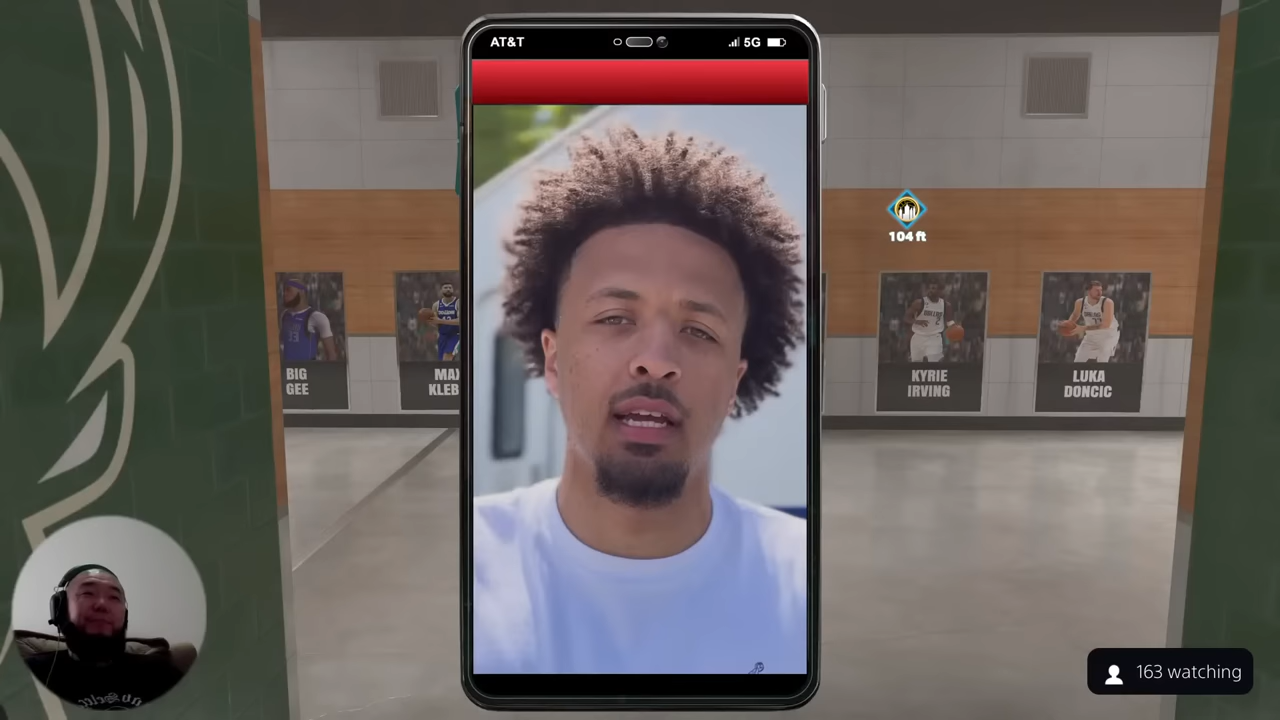 AT&T
5G
104 ft
BIG
GEE
MAX
KLEB
KYRIE
IRVING
LUKA
DONCIC
163 watching